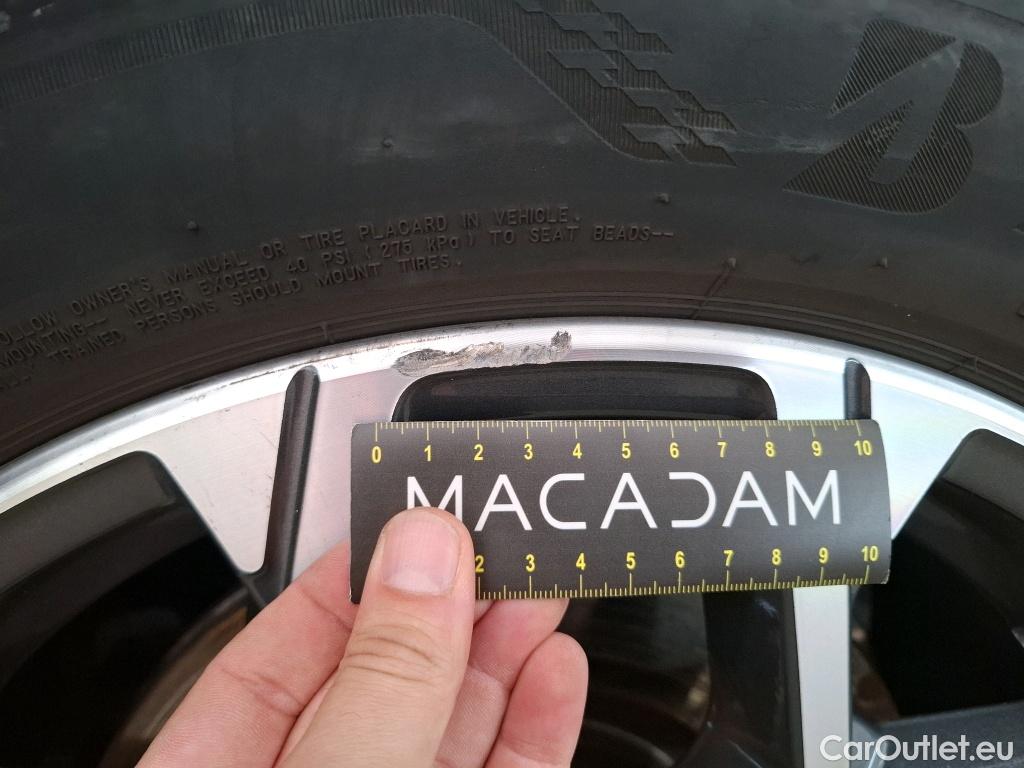 FOLLOW OWNER'S MANUAL OR TIRE PLACARD IN VEHICLE.
MOUNTING-- NEVER EXCEED 40 PSI (275 KPa) TO SEAT BEADS--
TRAINED PERSONS SHOULD MOUNT TIRES.
B
0 1 2 3 4 5 6 7 8 9 10
MACADAM
2 3 4 5 6 7 8 9 10
CarOutlet.eu